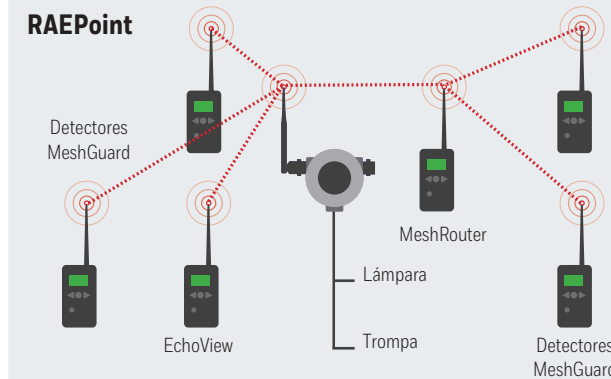 RAEPoint
Detectores
MeshGuard
MeshRouter
Lámpara
EchoView
Trompa
Detectores
MeshGuard